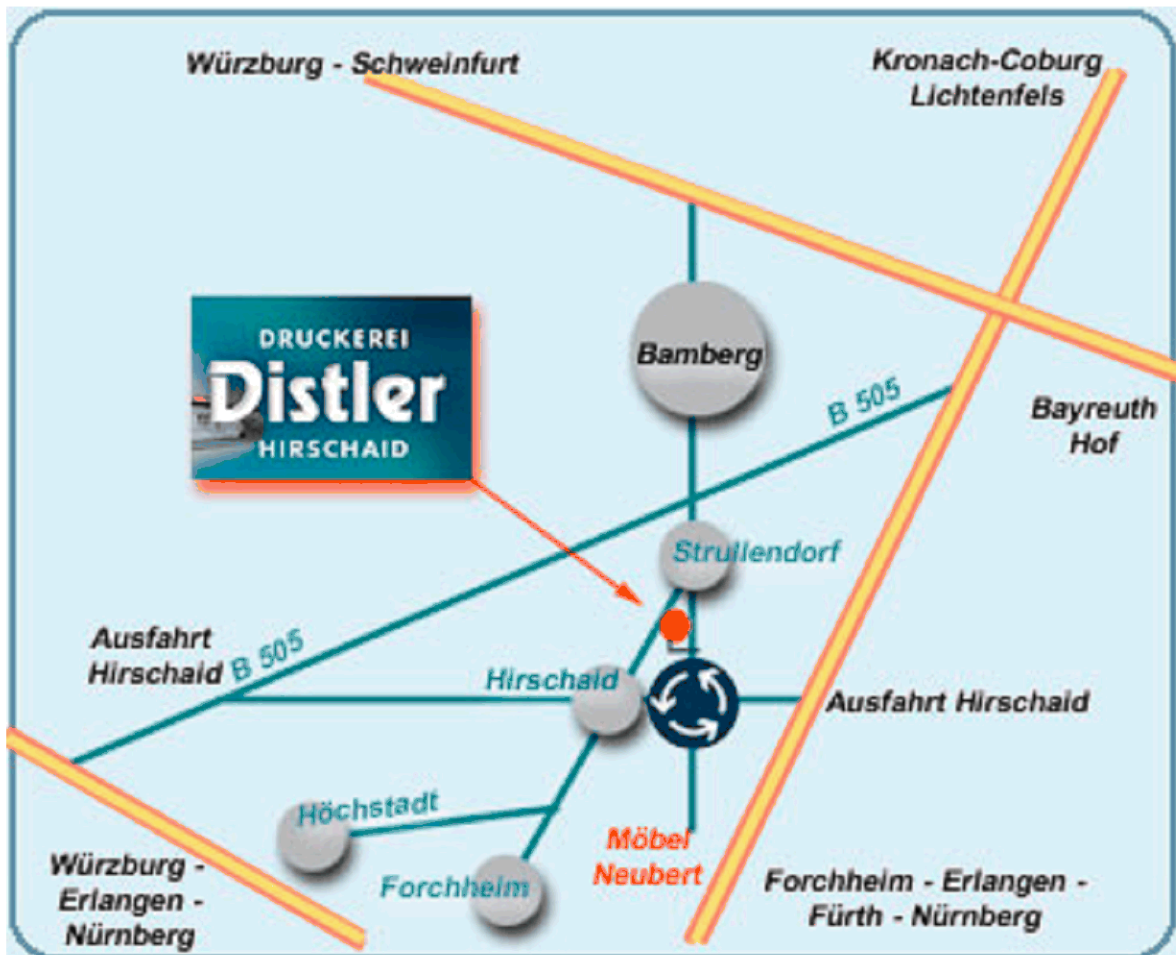 Würzburg - Schweinfurt
Kronach-Coburg
Lichtenfels
DRUCKEREI
Distler
HIRSCHAID
Bamberg
B 505
Bayreuth
Hof
Strullendorf
Ausfahrt
Hirschaid
B 505
Hirschaid
Ausfahrt Hirschaid
Höchstadt
Möbel
Neubert
Forchheim
Würzburg -
Erlangen -
Nürnberg
Forchheim - Erlangen -
Fürth - Nürnberg